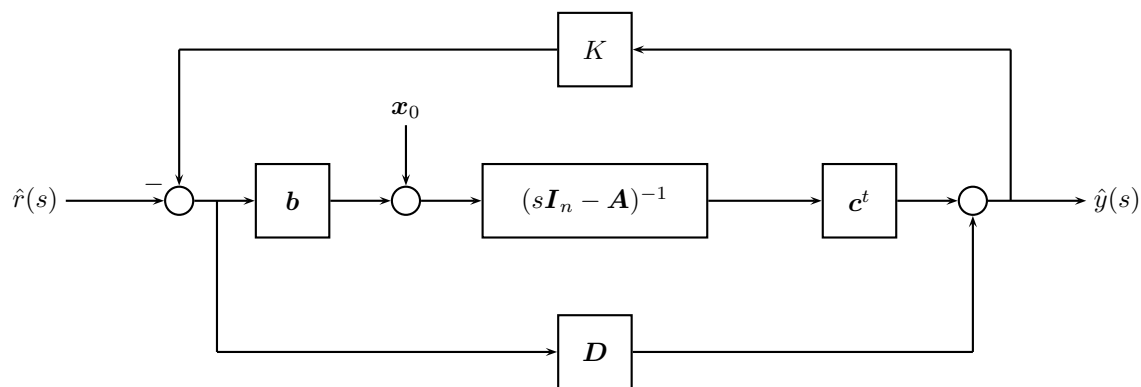 K
𝒙₀
−
r̂(s)
𝒃
(s𝑰ₙ − 𝑨)⁻¹
𝒄ᵗ
ŷ(s)
𝑫